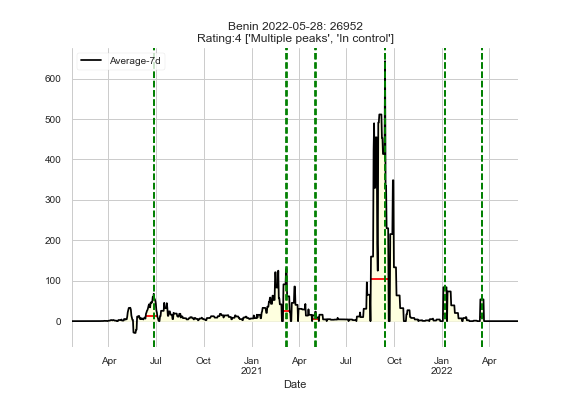 Benin 2022-05-28: 26952
Rating:4 ['Multiple peaks', 'In control']
Average-7d
600
500
400
300
200
100
0
Apr Jul Oct Jan Apr Jul Oct Jan Apr
2021 2022
Date